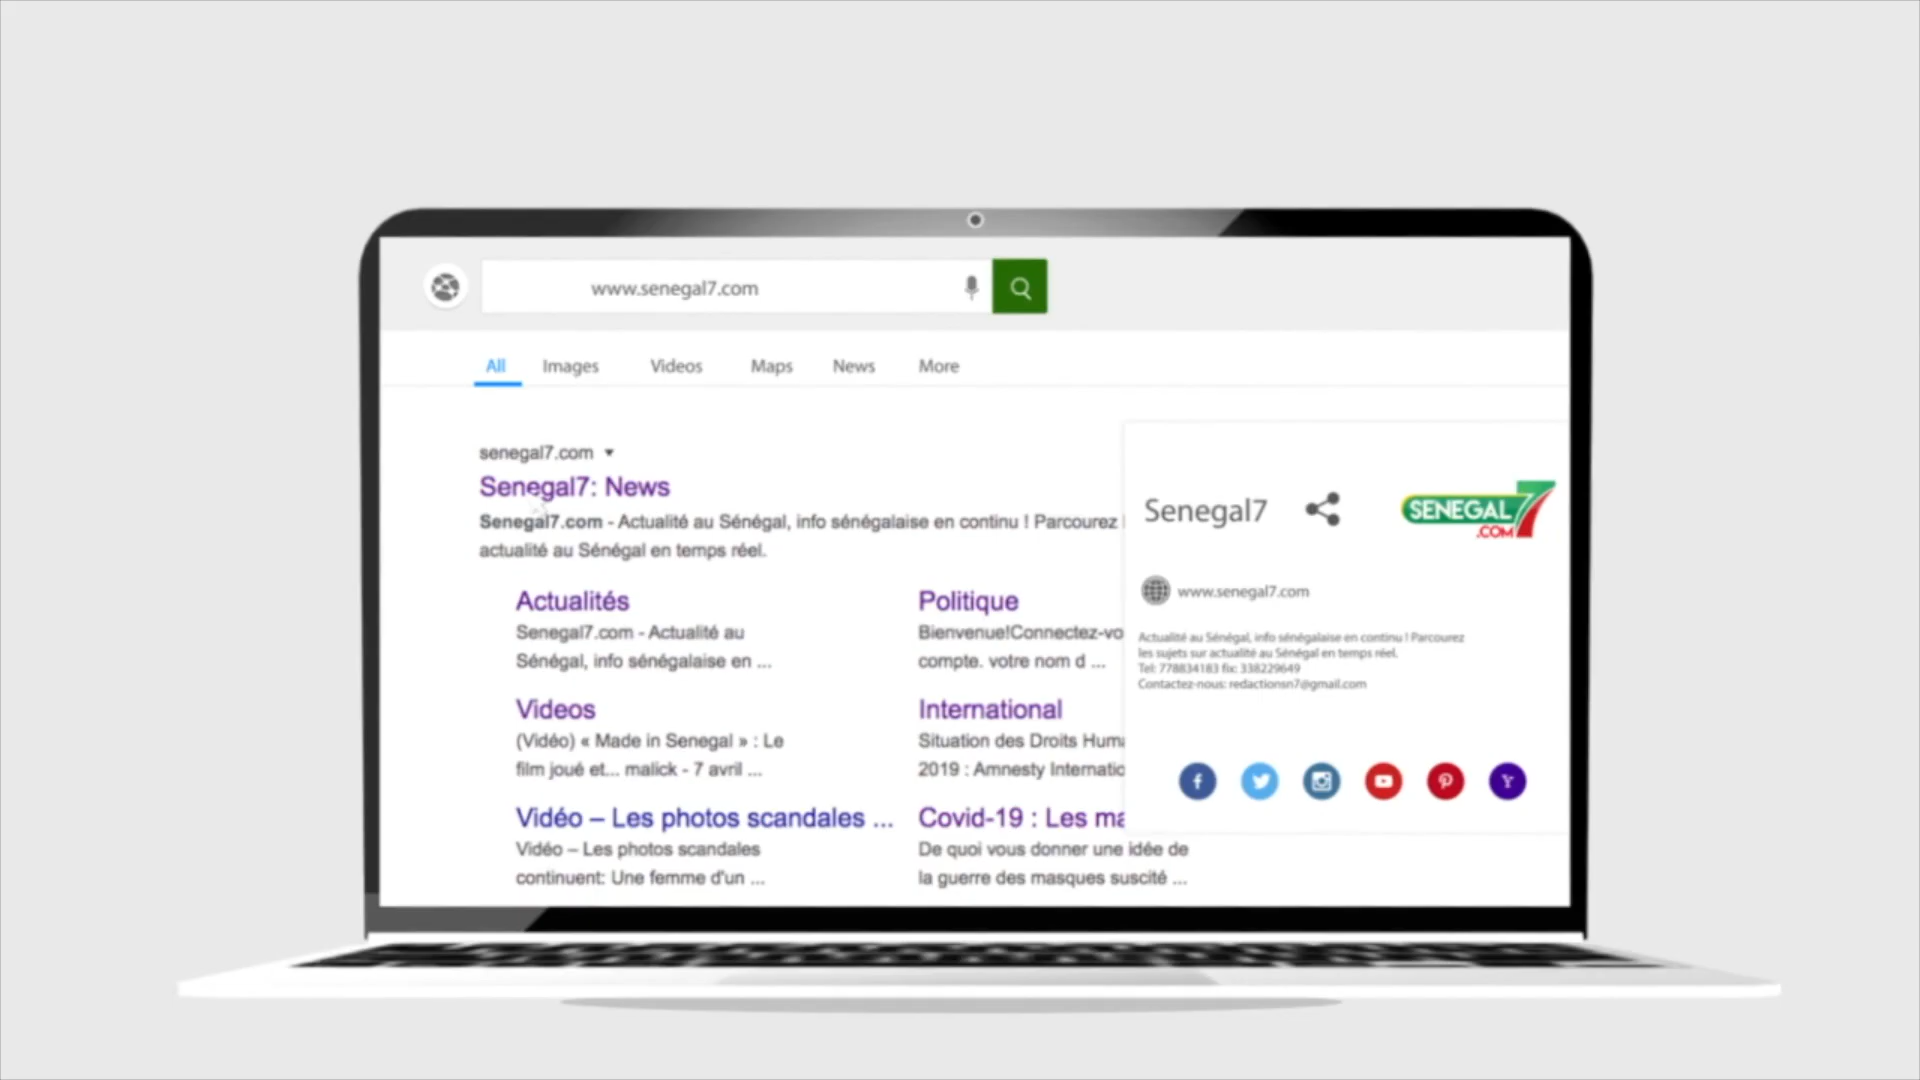 www.senegal7.com
All Images Videos Maps News More
senegal7.com
Senegal7: News
Senegal7.com - Actualité au Sénégal, info sénégalaise en continu ! Parcourez
actualité au Sénégal en temps réel.
Actualités
Senegal7.com - Actualité au
Sénégal, info sénégalaise en ...
Politique
Bienvenue!Connectez-vo
compte. votre nom d ...
Videos
(Vidéo) « Made in Senegal » : Le
film joué et... malick - 7 avril ...
International
Situation des Droits Huma
2019 : Amnesty Internatio
Vidéo – Les photos scandales ...
Vidéo – Les photos scandales
continuent: Une femme d'un ...
Covid-19 : Les ma
De quoi vous donner une idée de
la guerre des masques suscité ...
Senegal7
SENEGAL 7
.COM
www.senegal7.com
Actualité au Sénégal, info sénégalaise en continu ! Parcourez
les sujets sur actualité au Sénégal en temps réel.
Tel: 778834183 fix: 338229649
Contactez-nous: redactionsn7@gmail.com